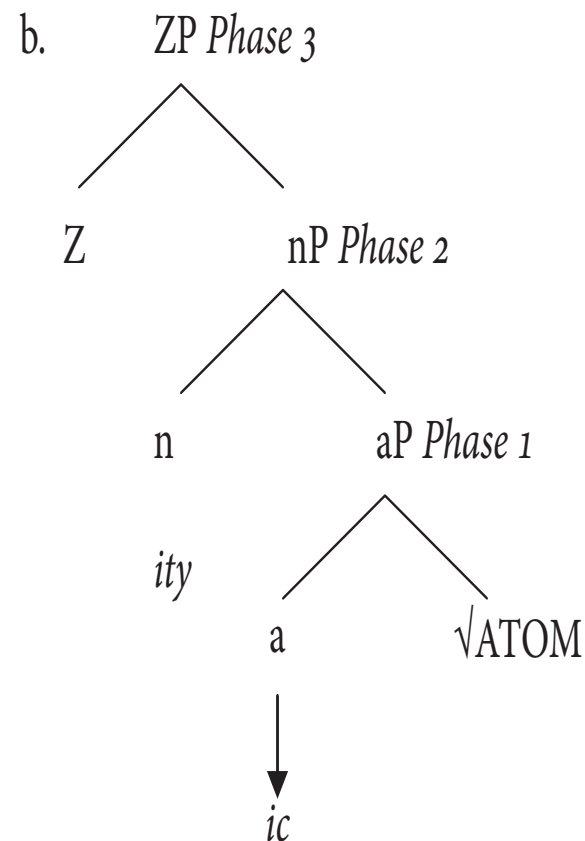 b. ZP Phase 3
Z nP Phase 2
n aP Phase 1
ity
a √ATOM
ic